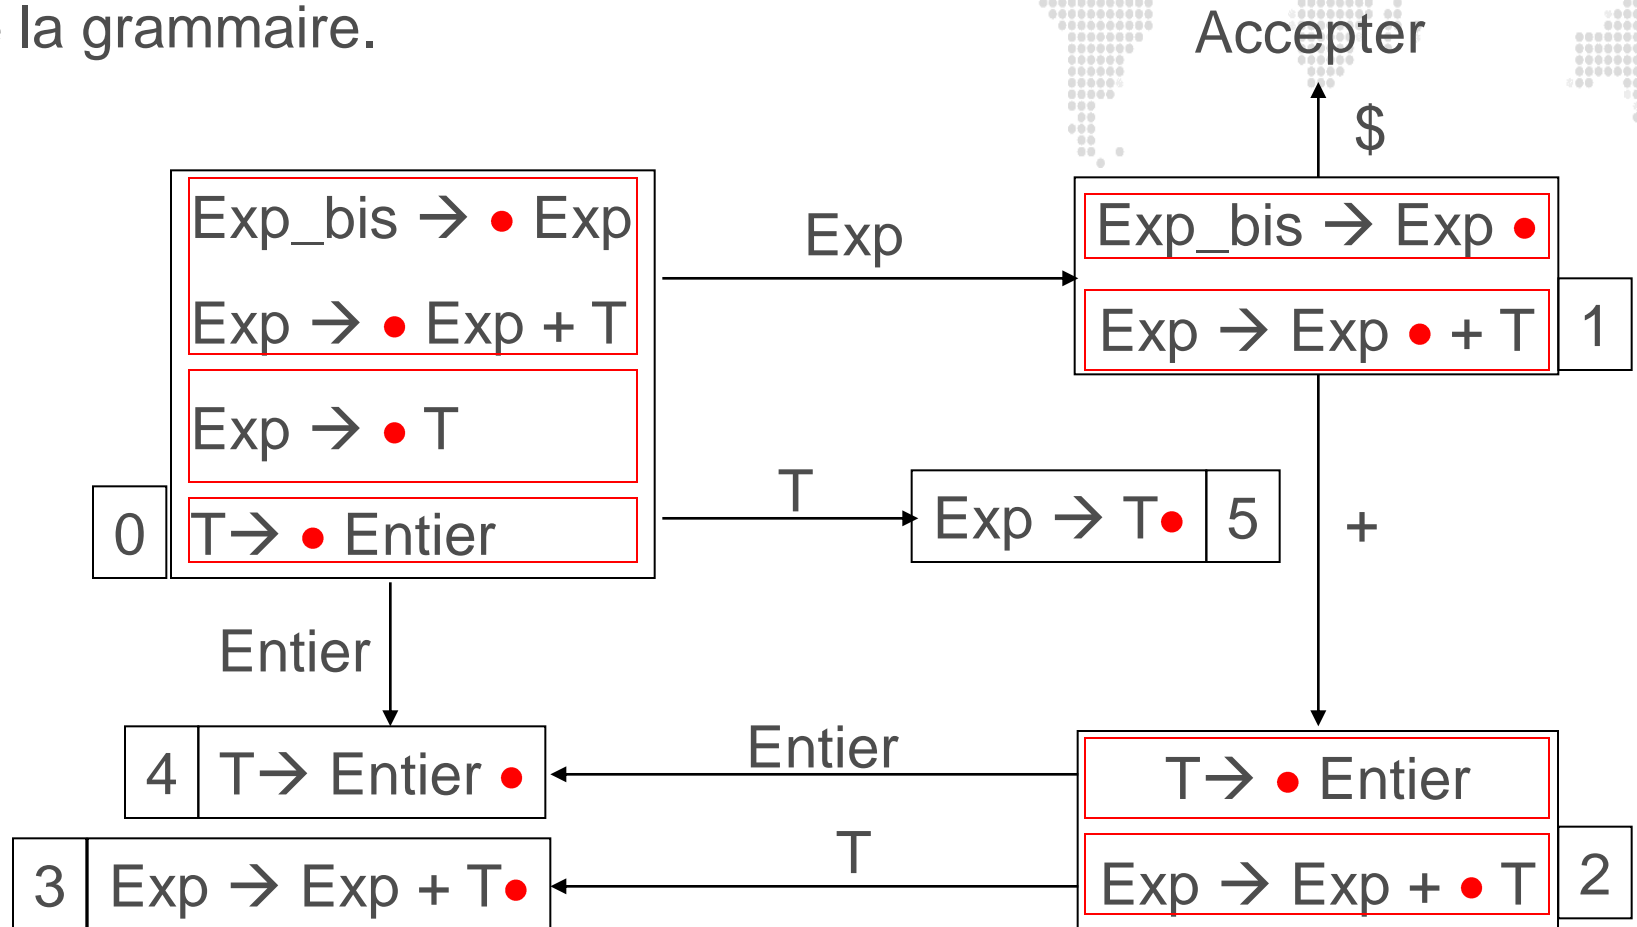 la grammaire.
Accepter
$
Exp_bis → • Exp
Exp → • Exp + T
Exp → • T
T→ • Entier
0
Exp
Exp_bis → Exp •
Exp → Exp • + T
1
T
Exp → T•
5
+
Entier
4
T→ Entier •
Entier
T→ • Entier
3
Exp → Exp + T•
T
Exp → Exp + • T
2